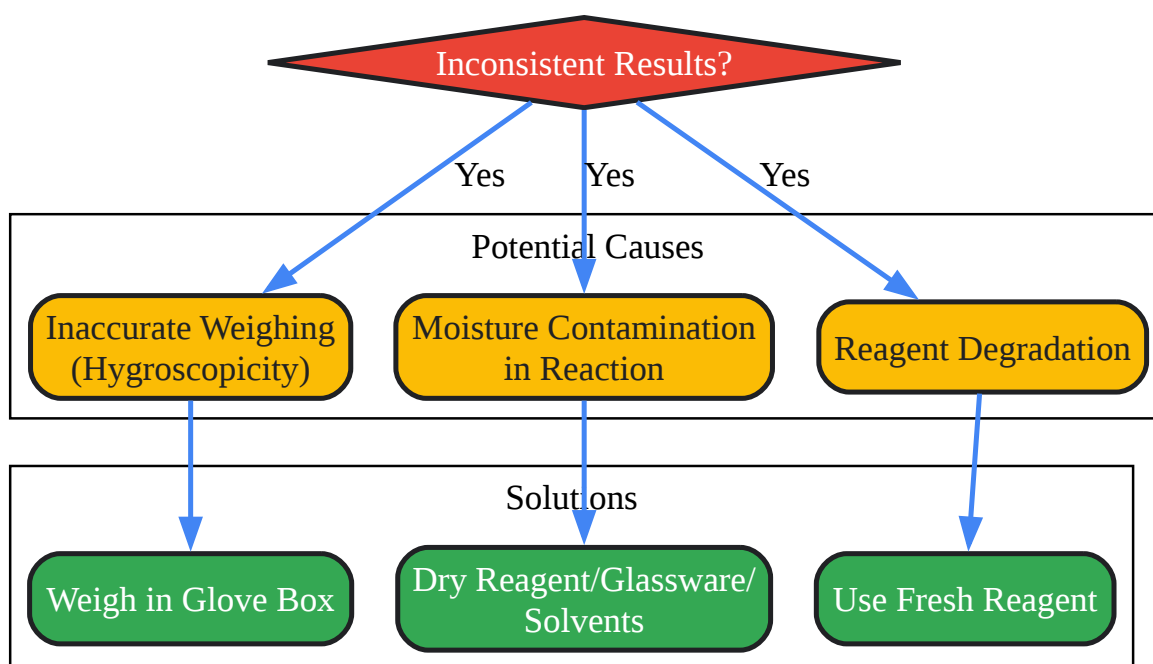 Inconsistent Results?
Yes
Yes
Yes
Potential Causes
Inaccurate Weighing
(Hygroscopicity)
Moisture Contamination
in Reaction
Reagent Degradation
Solutions
Weigh in Glove Box
Dry Reagent/Glassware/
Solvents
Use Fresh Reagent